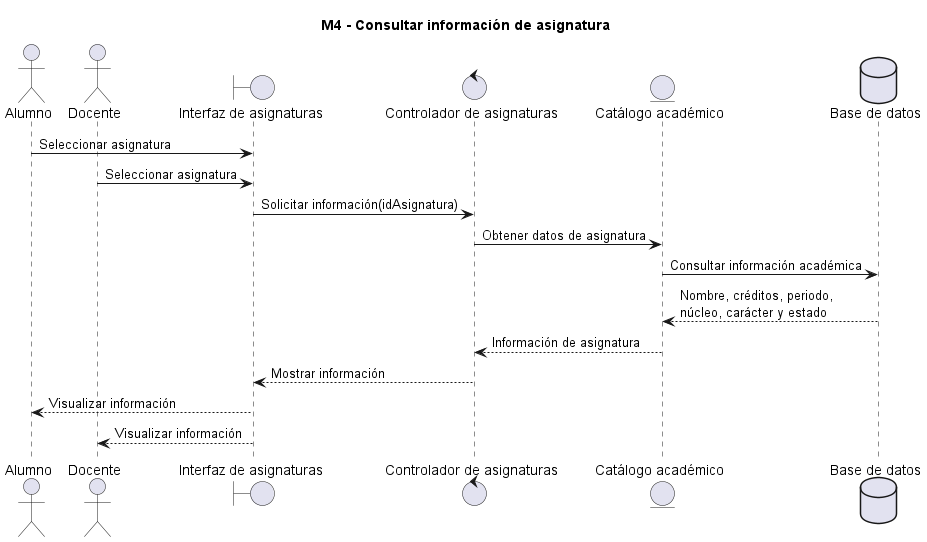 M4 - Consultar información de asignatura
Alumno
Docente
Interfaz de asignaturas
Controlador de asignaturas
Catálogo académico
Base de datos
Seleccionar asignatura
Seleccionar asignatura
Solicitar información(idAsignatura)
Obtener datos de asignatura
Consultar información académica
Nombre, créditos, periodo,
núcleo, carácter y estado
Información de asignatura
Mostrar información
Visualizar información
Visualizar información
Alumno
Docente
Interfaz de asignaturas
Controlador de asignaturas
Catálogo académico
Base de datos